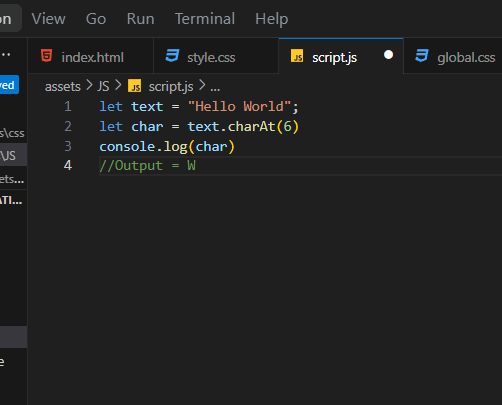 on View Go Run Terminal Help
... index.html style.css script.js global.css
ved assets > JS > JS script.js > ...
1 let text = "Hello World";
2 let char = text.charAt(6)
s\css
3 console.log(char)
\JS
4 //Output = W
ets...
ATI...
e